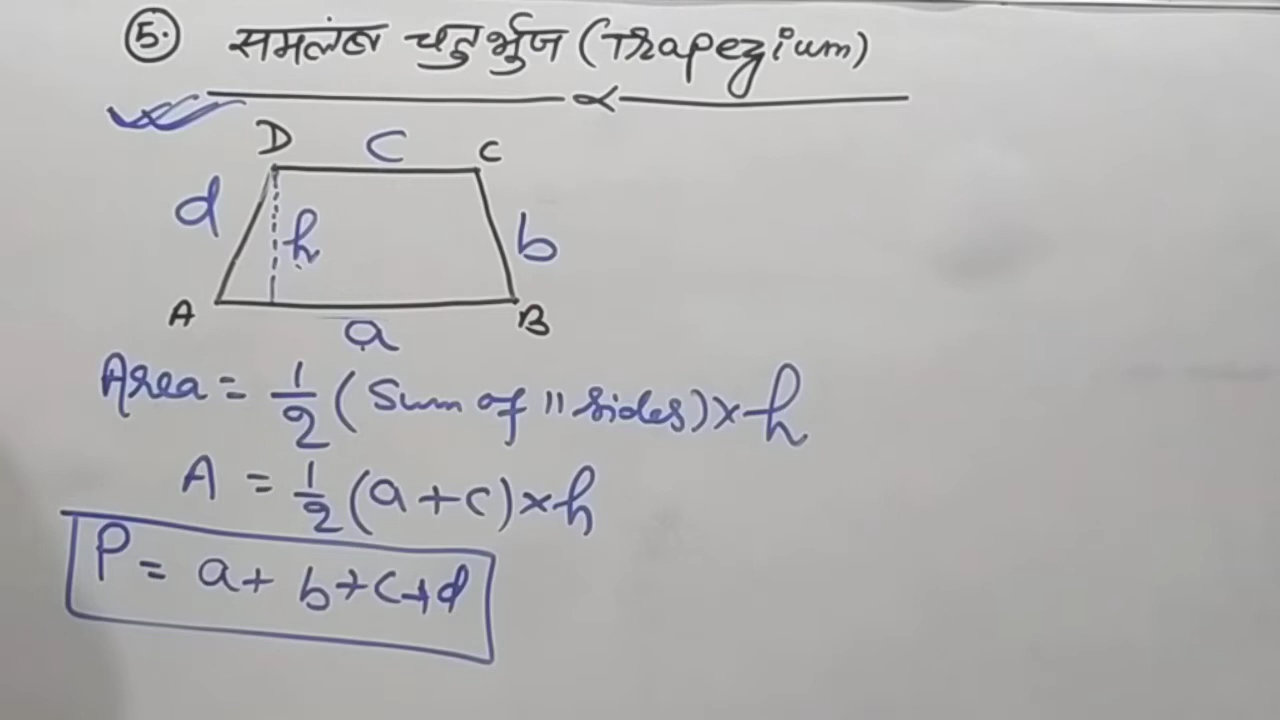 5. समलंब चतुर्भुज (Trapezium)
D C C
d h b
A a B
Area = 1/2 (Sum of || sides) × h
A = 1/2 (a + c) × h
P = a + b + c + d